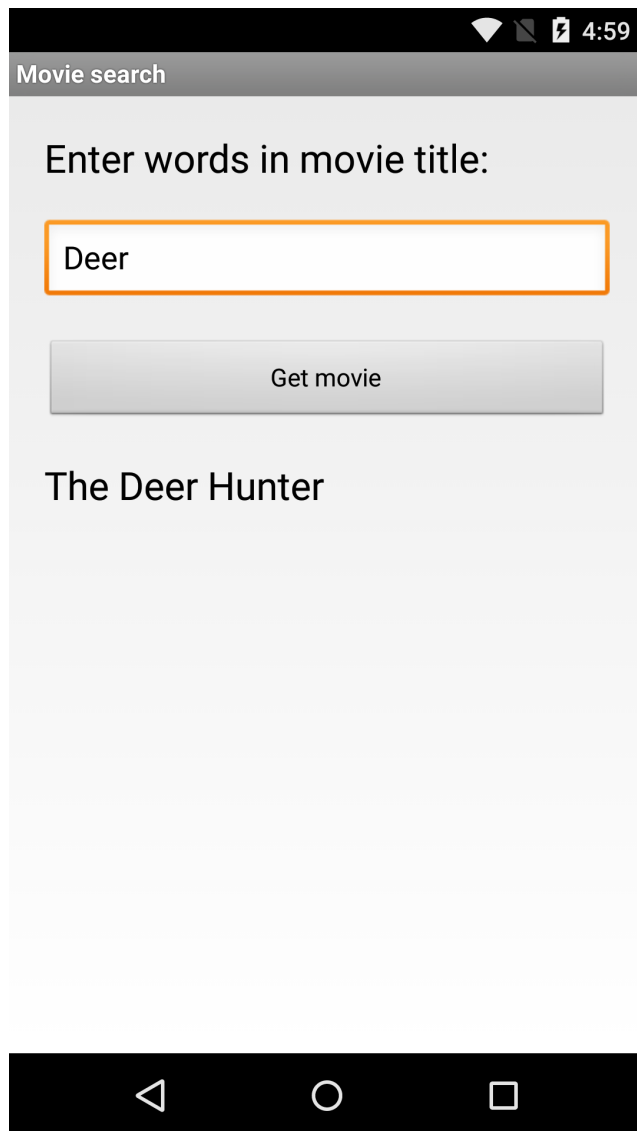 4:59
Movie search
Enter words in movie title:
Deer
Get movie
The Deer Hunter